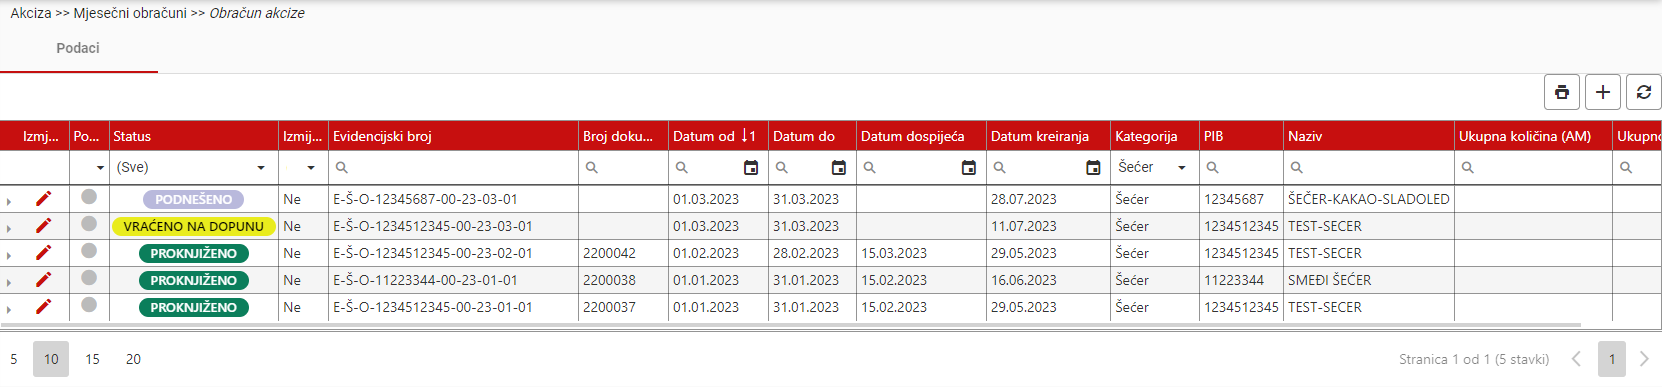 Akciza >> Mjesečni obračuni >> Obračun akcize
Podaci
Izmj... Po... Status Izmij... Evidencijski broj Broj doku... Datum od ↓1 Datum do Datum dospijeća Datum kreiranja Kategorija PIB Naziv Ukupna količina (AM) Ukupno
(Sve) Šećer
PODNEŠENO Ne E-Š-O-12345687-00-23-03-01 01.03.2023 31.03.2023 28.07.2023 Šećer 12345687 ŠEČER-KAKAO-SLADOLED
VRAĆENO NA DOPUNU Ne E-Š-O-1234512345-00-23-03-01 01.03.2023 31.03.2023 11.07.2023 Šećer 1234512345 TEST-SECER
PROKNJIŽENO Ne E-Š-O-1234512345-00-23-02-01 2200042 01.02.2023 28.02.2023 15.03.2023 29.05.2023 Šećer 1234512345 TEST-SECER
PROKNJIŽENO Ne E-Š-O-11223344-00-23-01-01 2200038 01.01.2023 31.01.2023 15.02.2023 16.06.2023 Šećer 11223344 SMEĐI ŠEĆER
PROKNJIŽENO Ne E-Š-O-1234512345-00-23-01-01 2200037 01.01.2023 31.01.2023 15.02.2023 29.05.2023 Šećer 1234512345 TEST-SECER
5 10 15 20 Stranica 1 od 1 (5 stavki) 1